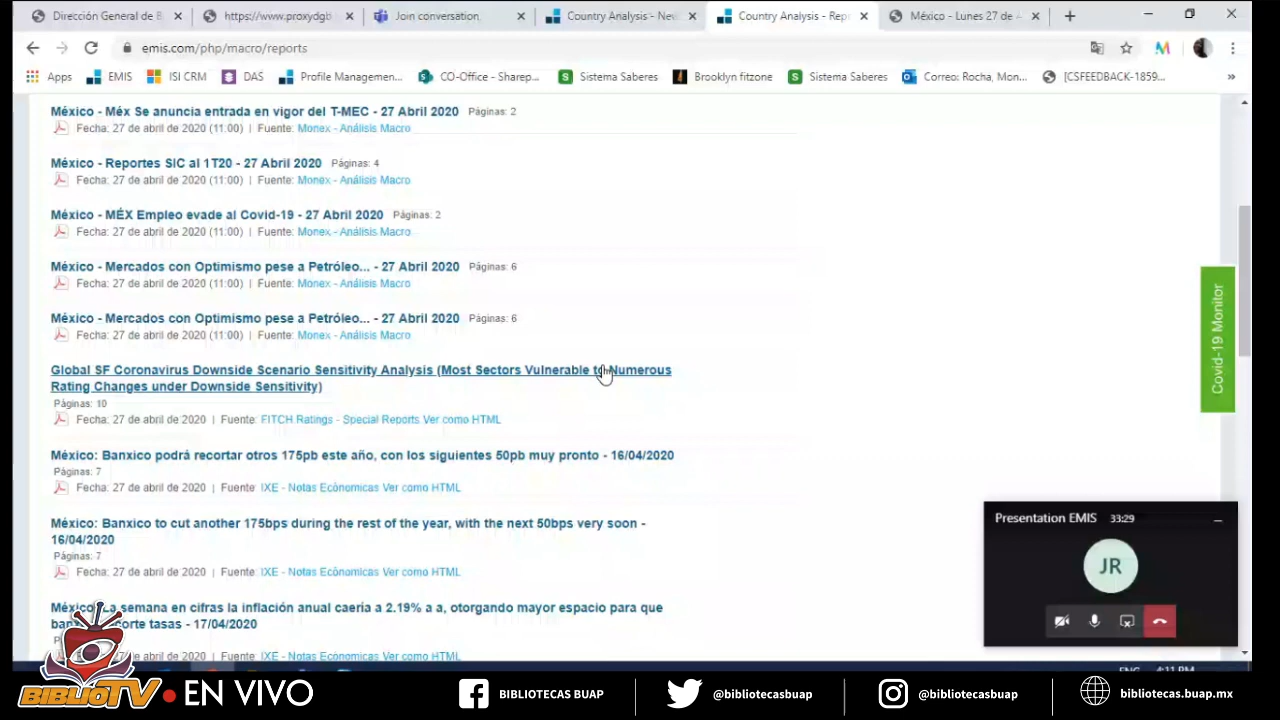 Dirección General de B
https://www.proxydgb
Join conversation
Country Analysis - New
Country Analysis - Repo
México - Lunes 27 de A
emis.com/php/macro/reports
Apps
EMIS
ISI CRM
DAS
Profile Managemen...
CO-Office - Sharep...
Sistema Saberes
Brooklyn fitzone
Sistema Saberes
Correo: Rocha, Mon...
[CSFEEDBACK-1859...
México - Méx Se anuncia entrada en vigor del T-MEC - 27 Abril 2020 Páginas: 2
Fecha: 27 de abril de 2020 (11:00) | Fuente: Monex - Análisis Macro
México - Reportes SIC al 1T20 - 27 Abril 2020 Páginas: 4
Fecha: 27 de abril de 2020 (11:00) | Fuente: Monex - Análisis Macro
México - MÉX Empleo evade al Covid-19 - 27 Abril 2020 Páginas: 2
Fecha: 27 de abril de 2020 (11:00) | Fuente: Monex - Análisis Macro
México - Mercados con Optimismo pese a Petróleo... - 27 Abril 2020 Páginas: 6
Fecha: 27 de abril de 2020 (11:00) | Fuente: Monex - Análisis Macro
México - Mercados con Optimismo pese a Petróleo... - 27 Abril 2020 Páginas: 6
Fecha: 27 de abril de 2020 (11:00) | Fuente: Monex - Análisis Macro
Global SF Coronavirus Downside Scenario Sensitivity Analysis (Most Sectors Vulnerable to Numerous
Rating Changes under Downside Sensitivity)
Páginas: 10
Fecha: 27 de abril de 2020 | Fuente: FITCH Ratings - Special Reports Ver como HTML
México: Banxico podrá recortar otros 175pb este año, con los siguientes 50pb muy pronto - 16/04/2020
Páginas: 7
Fecha: 27 de abril de 2020 | Fuente: IXE - Notas Ecónomicas Ver como HTML
México: Banxico to cut another 175bps during the rest of the year, with the next 50bps very soon -
16/04/2020
Páginas: 7
Fecha: 27 de abril de 2020 | Fuente: IXE - Notas Ecónomicas Ver como HTML
México: La semana en cifras la inflación anual caería a 2.19% a a, otorgando mayor espacio para que
corte tasas - 17/04/2020
de abril de 2020 | Fuente: IXE - Notas Ecónomicas Ver como HTML
Covid-19 Monitor
Presentation EMIS 33:29
JR
4:11 PM
BIBLIOTV EN VIVO
BIBLIOTECAS BUAP
@bibliotecasbuap
@bibliotecasbuap
bibliotecas.buap.mx